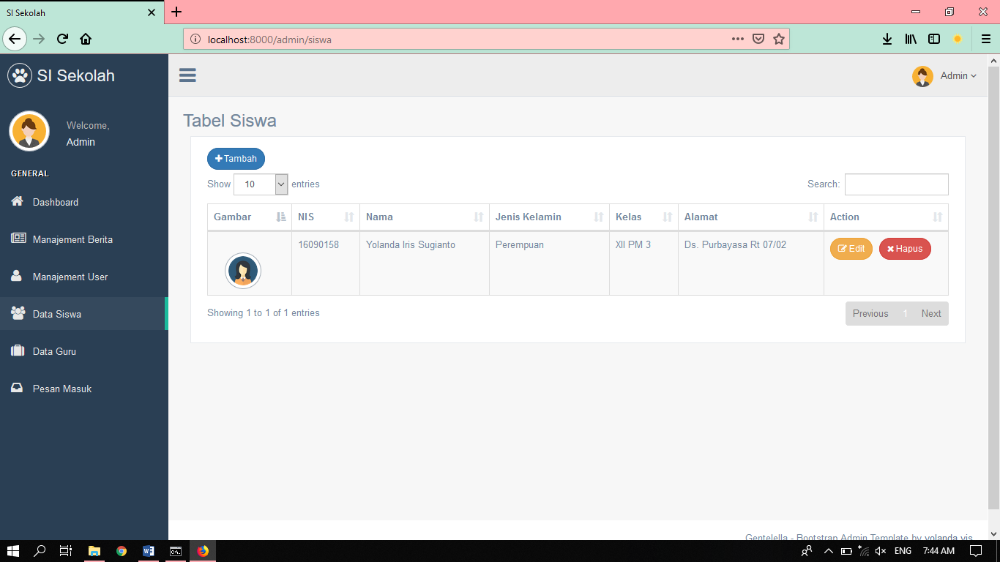 SI Sekolah
localhost:8000/admin/siswa
SI Sekolah
Admin
Welcome,
Admin
GENERAL
Dashboard
Manajement Berita
Manajement User
Data Siswa
Data Guru
Pesan Masuk
Tabel Siswa
Tambah
Show 10 entries
Search:
Gambar NIS Nama Jenis Kelamin Kelas Alamat Action
16090158 Yolanda Iris Sugianto Perempuan XII PM 3 Ds. Purbayasa Rt 07/02 Edit Hapus
Showing 1 to 1 of 1 entries
Previous 1 Next
Gentelella - Bootstrap Admin Template by yolanda yis
ENG 7:44 AM